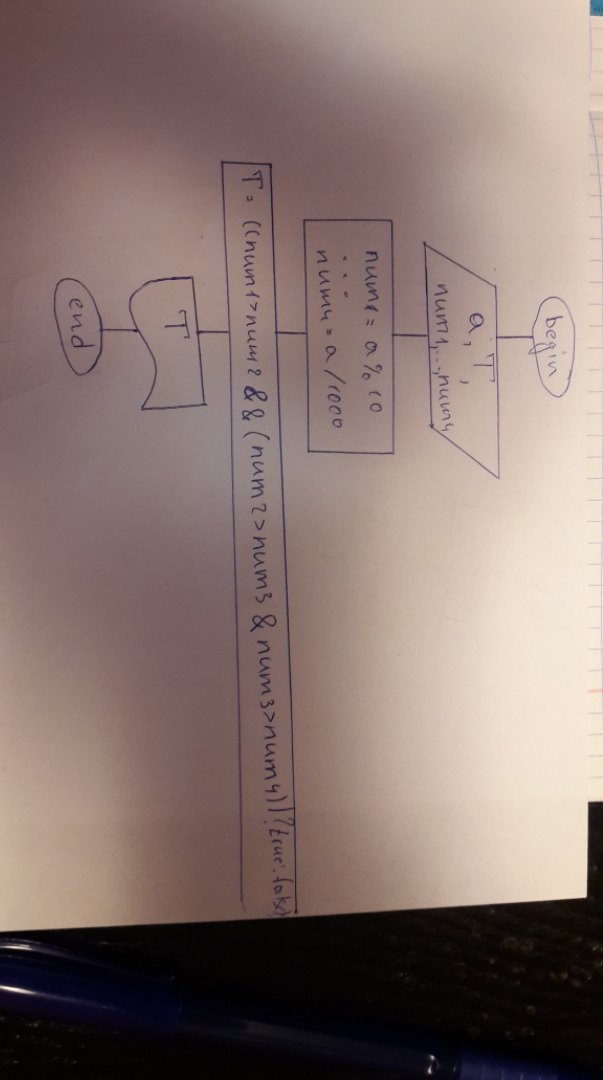 begin
a, T,
num1,..,num4
num1 = a % 10
...
num4 = a / 1000
T = ((num1>num2 && (num2>num3 & num3>num4))?true:false)
T
end